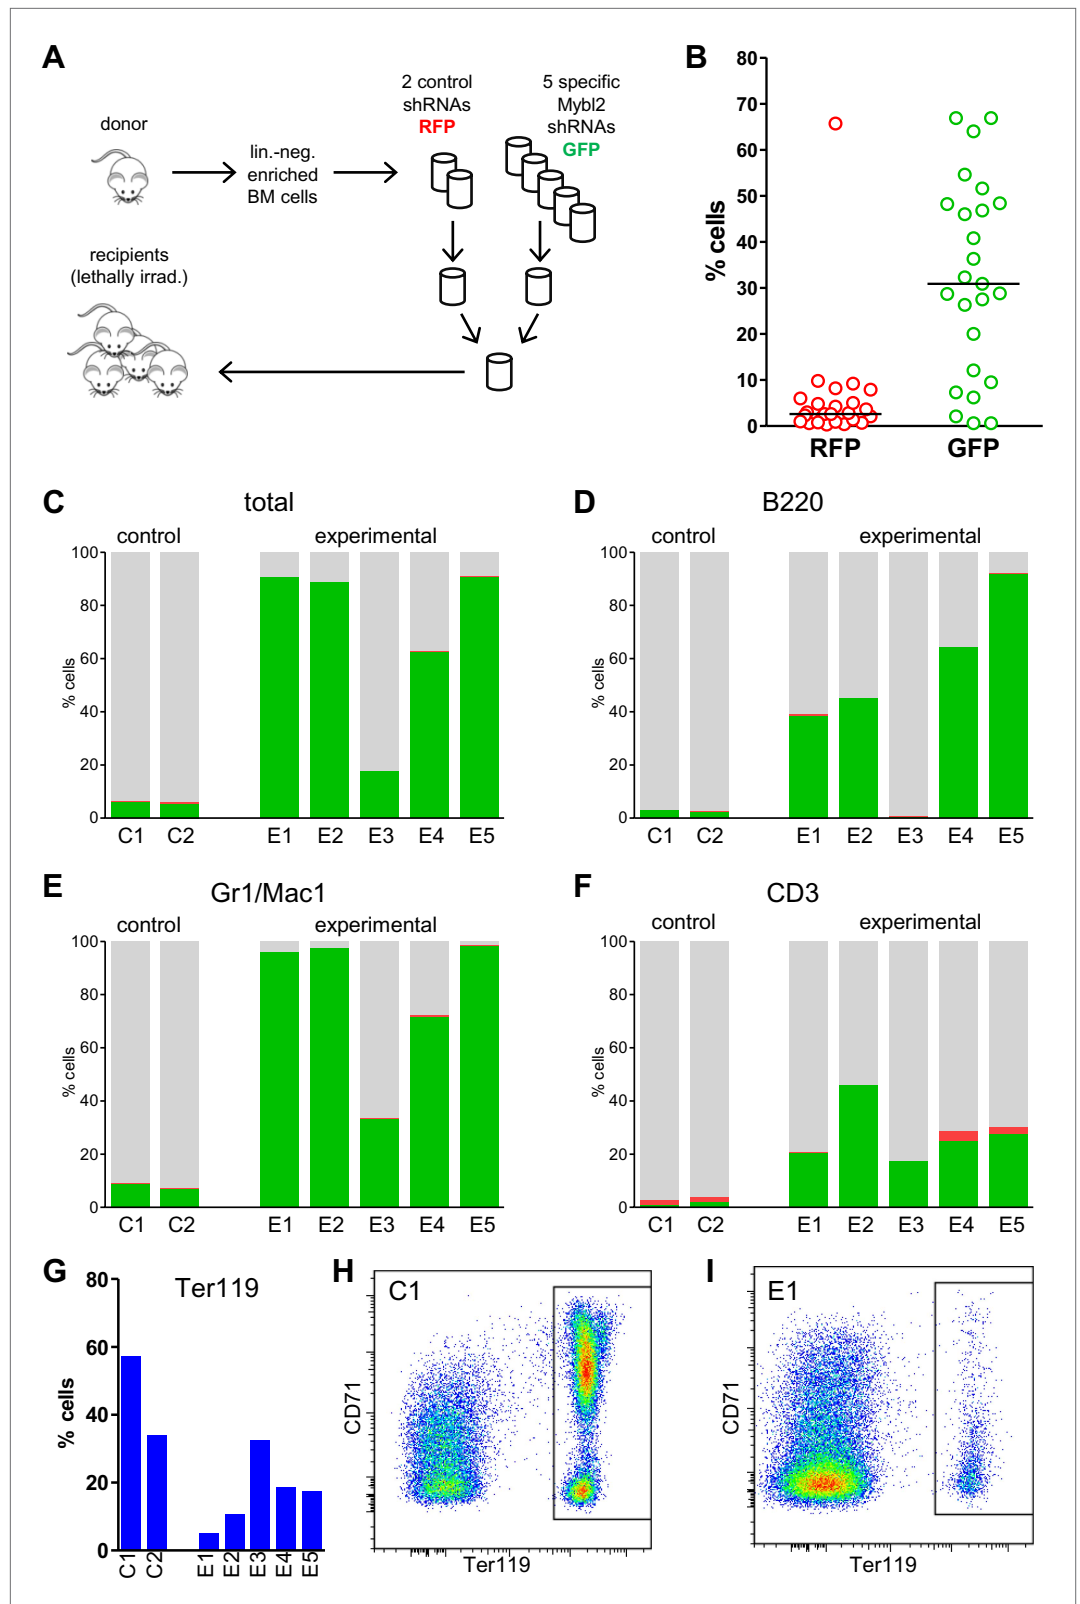 A
donor
lin.-neg.
enriched
BM cells
2 control
shRNAs
RFP
5 specific
Mybl2
shRNAs
GFP
recipients
(lethally irrad.)
B
% cells
80
70
60
50
40
30
20
10
0
RFP GFP
C
total
control experimental
% cells
100
80
60
40
20
0
C1 C2 E1 E2 E3 E4 E5
D
B220
control experimental
% cells
100
80
60
40
20
0
C1 C2 E1 E2 E3 E4 E5
E
Gr1/Mac1
control experimental
% cells
100
80
60
40
20
0
C1 C2 E1 E2 E3 E4 E5
F
CD3
control experimental
% cells
100
80
60
40
20
0
C1 C2 E1 E2 E3 E4 E5
G
Ter119
% cells
80
60
40
20
0
C1 C2 E1 E2 E3 E4 E5
H
C1
CD71
Ter119
I
E1
CD71
Ter119